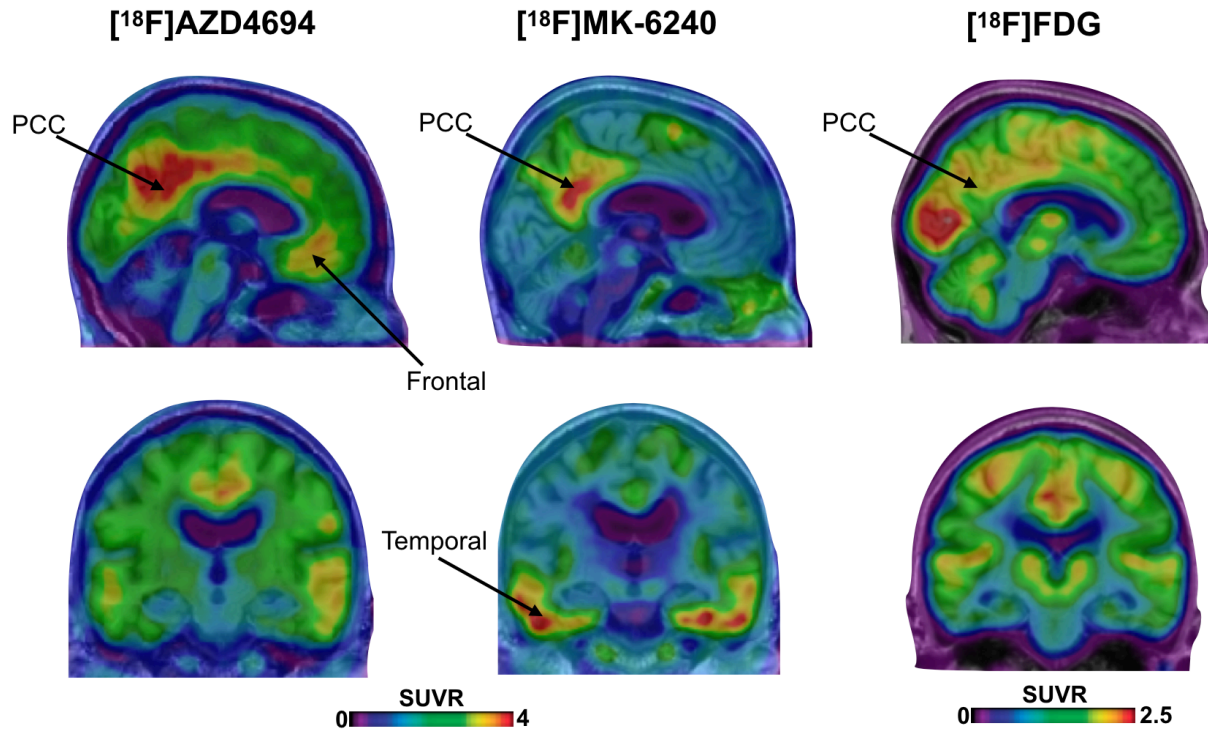 [¹⁸F]AZD4694
[¹⁸F]MK-6240
[¹⁸F]FDG
PCC
PCC
PCC
Frontal
Temporal
SUVR
0
4
SUVR
0
2.5